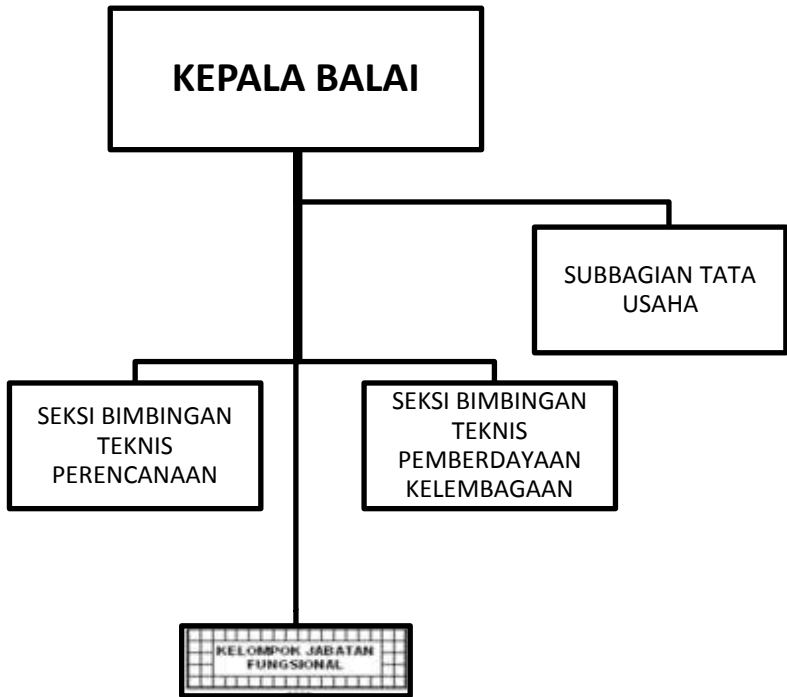 KEPALA BALAI
SUBBAGIAN TATA
USAHA
SEKSI BIMBINGAN
TEKNIS
PERENCANAAN
SEKSI BIMBINGAN
TEKNIS
PEMBERDAYAAN
KELEMBAGAAN
KELOMPOK JABATAN
FUNGSIONAL